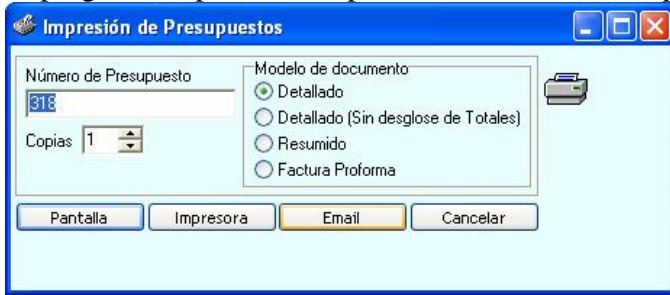 Impresión de Presupuestos
Número de Presupuesto
318
Copias 1
Modelo de documento
Detallado
Detallado (Sin desglose de Totales)
Resumido
Factura Proforma
Pantalla Impresora Email Cancelar